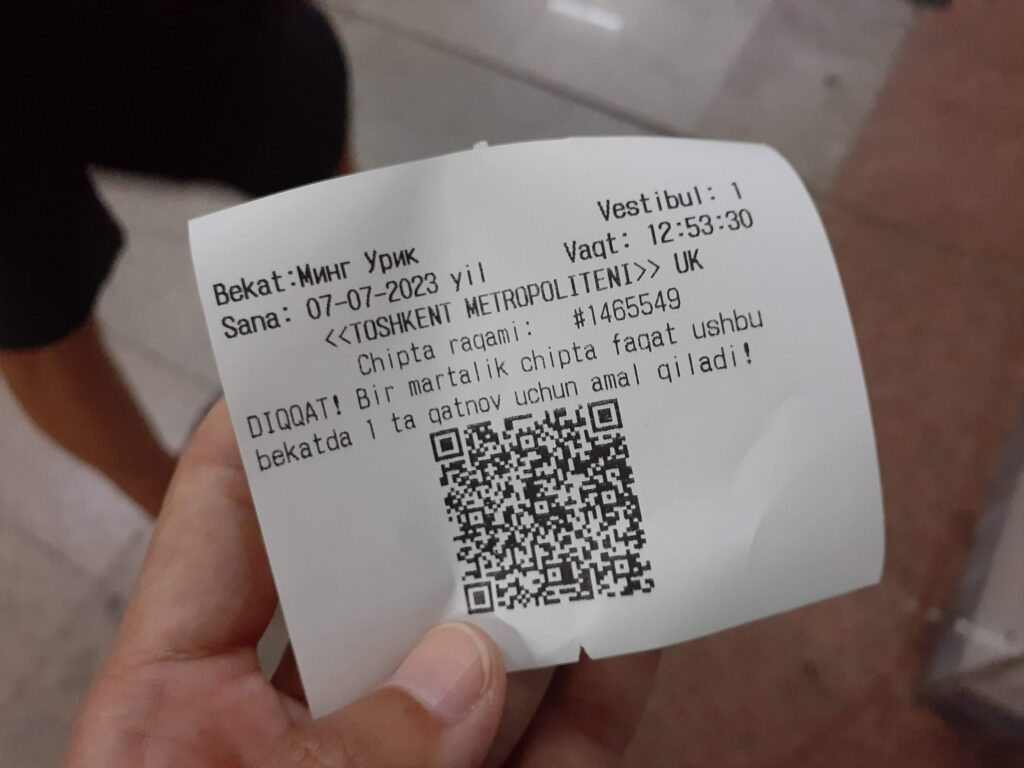 Vestibul: 1
Bekat:Минг Урик Vaqt: 12:53:30
Sana: 07-07-2023 yil
<<TOSHKENT METROPOLITENI>> UK
Chipta raqami: #1465549
DIQQAT! Bir martalik chipta faqat ushbu
bekatda 1 ta qatnov uchun amal qiladi!